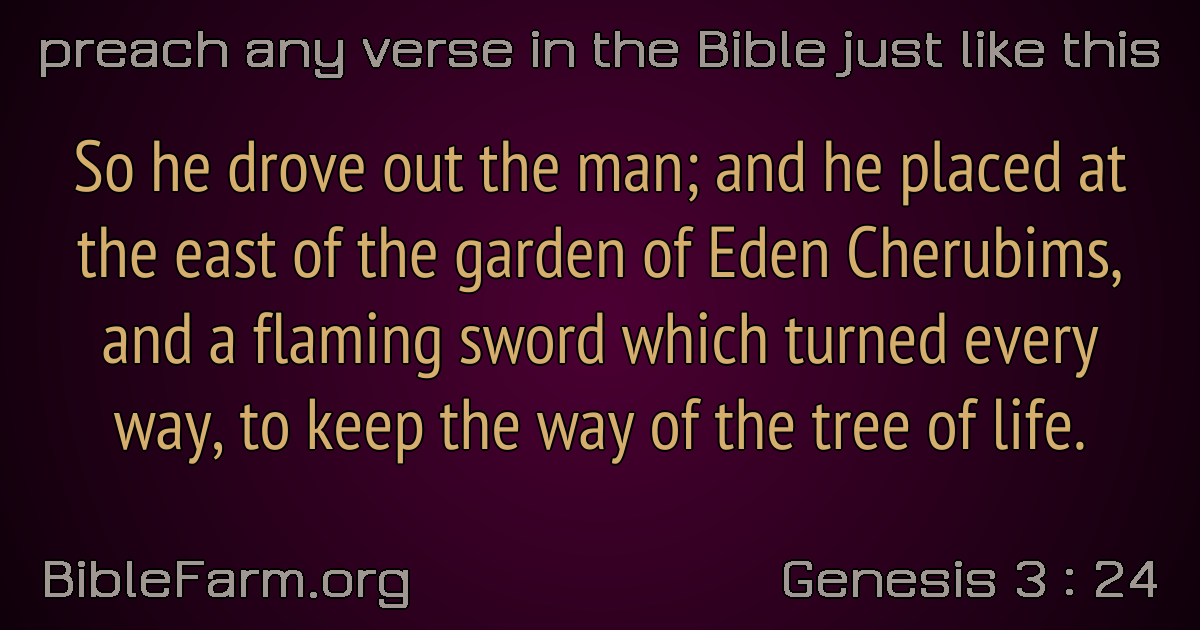 preach any verse in the Bible just like this
So he drove out the man; and he placed at
the east of the garden of Eden Cherubims,
and a flaming sword which turned every
way, to keep the way of the tree of life.
BibleFarm.org
Genesis 3 : 24